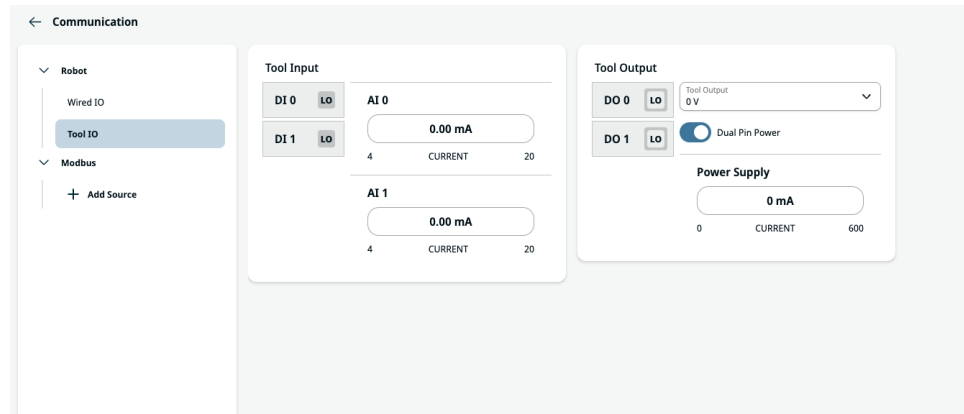 Communication
Robot
Wired IO
Tool IO
Modbus
Add Source
Tool Input
DI 0 LO
DI 1 LO
AI 0
0.00 mA
4 CURRENT 20
AI 1
0.00 mA
4 CURRENT 20
Tool Output
DO 0 LO
DO 1 LO
Tool Output
0 V
Dual Pin Power
Power Supply
0 mA
0 CURRENT 600